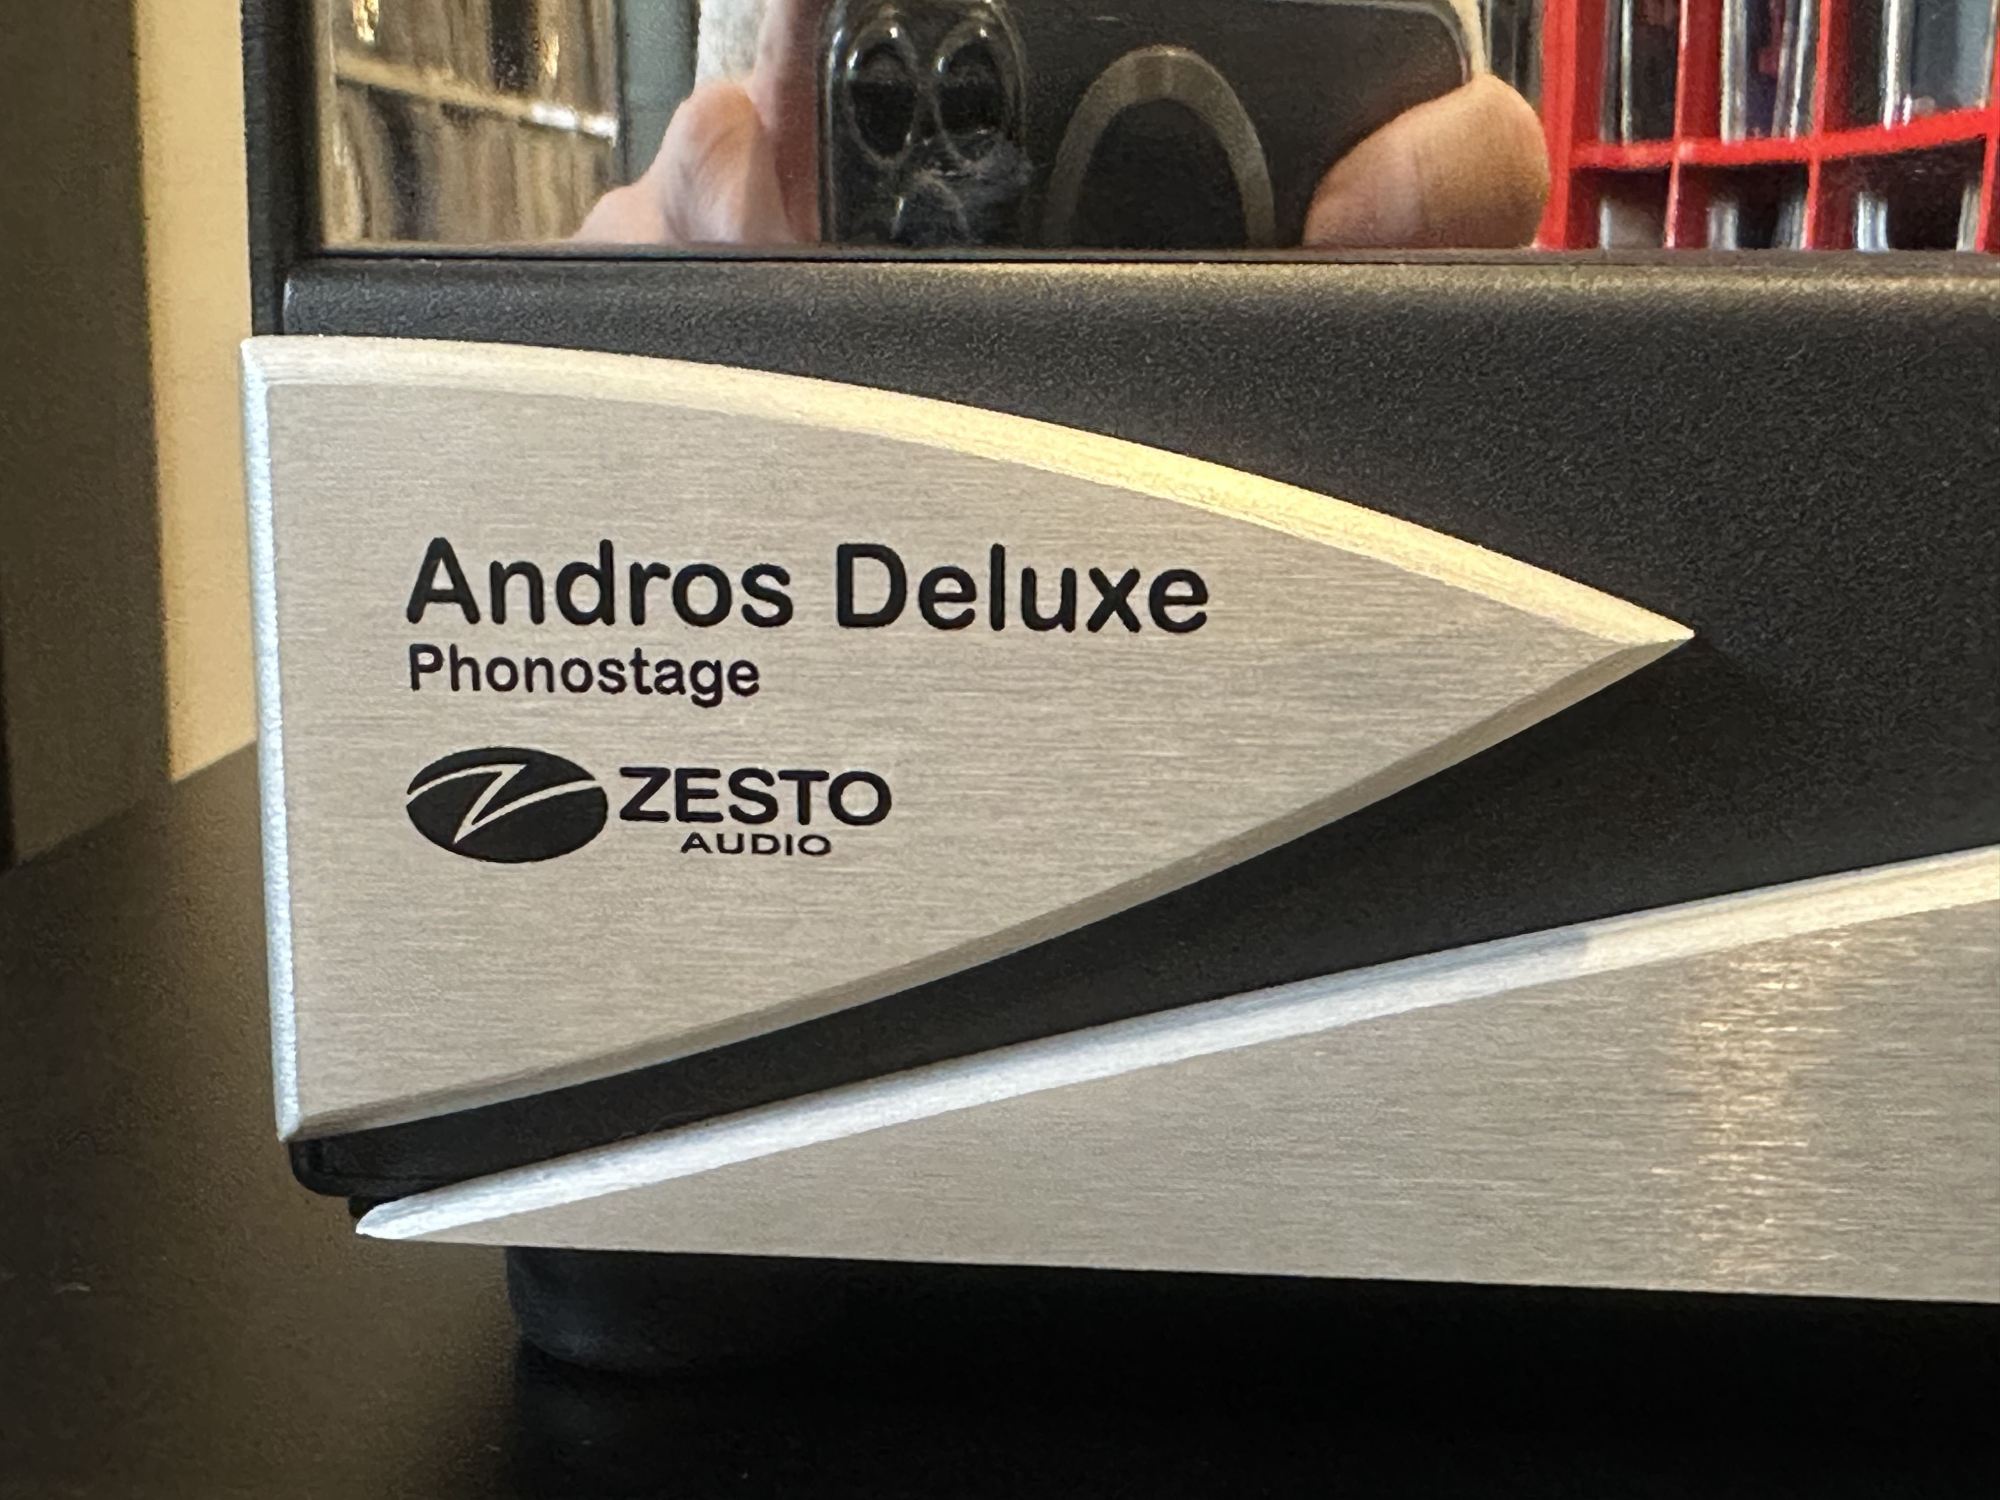 Andros Deluxe
Phonostage
ZESTO
AUDIO